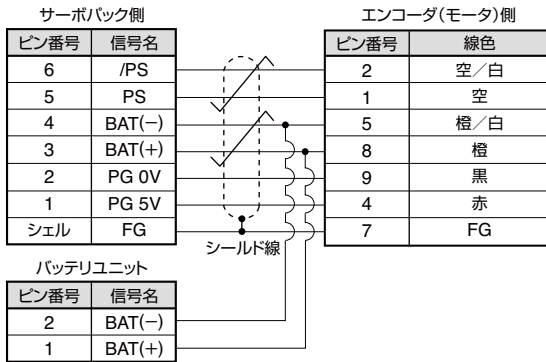 サーボパック側
ピン番号 信号名
6 /PS
5 PS
4 BAT(−)
3 BAT(+)
2 PG 0V
1 PG 5V
シェル FG
シールド線
エンコーダ(モータ)側
ピン番号 線色
2 空/白
1 空
5 橙/白
8 橙
9 黒
4 赤
7 FG
バッテリユニット
ピン番号 信号名
2 BAT(−)
1 BAT(+)